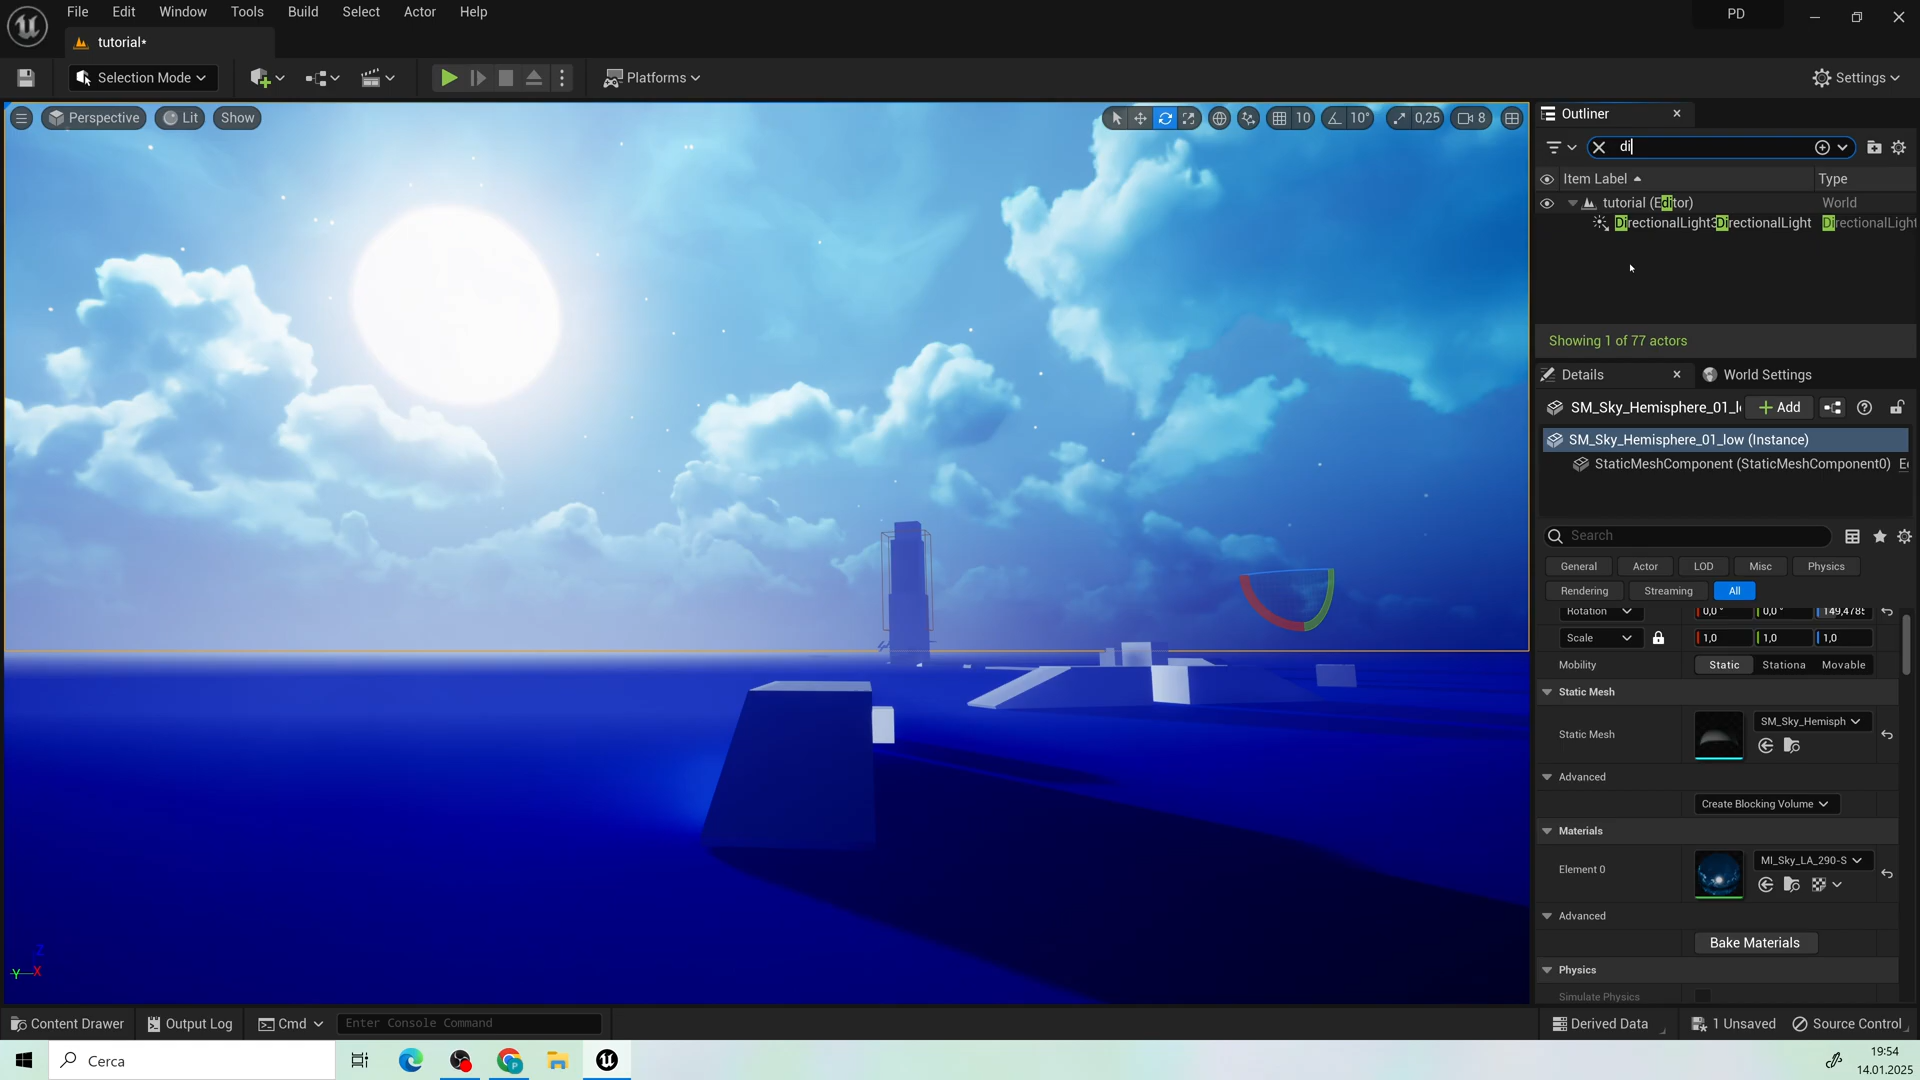 File Edit Window Tools Build Select Actor Help
PD
tutorial*
Selection Mode
Platforms
Settings
Perspective
Lit
Show
10
10°
0,25
8
Outliner
di
Item Label
Type
tutorial (Editor)
World
DirectionalLight3DirectionalLight
DirectionalLight
Showing 1 of 77 actors
Details
World Settings
SM_Sky_Hemisphere_01_l
Add
SM_Sky_Hemisphere_01_low (Instance)
StaticMeshComponent (StaticMeshComponent0)
Search
General Actor LOD Misc Physics
Rendering Streaming All
Rotation 0,0° 0,0° 149,478
Scale 1,0 1,0 1,0
Mobility Static Stationa Movable
Static Mesh
Static Mesh
SM_Sky_Hemisph
Advanced
Create Blocking Volume
Materials
Element 0
MI_Sky_LA_290-S
Advanced
Bake Materials
Physics
Simulate Physics
Z
Y X
Content Drawer Output Log Cmd Enter Console Command
Derived Data 1 Unsaved Source Control
Cerca
19:54
14.01.2025